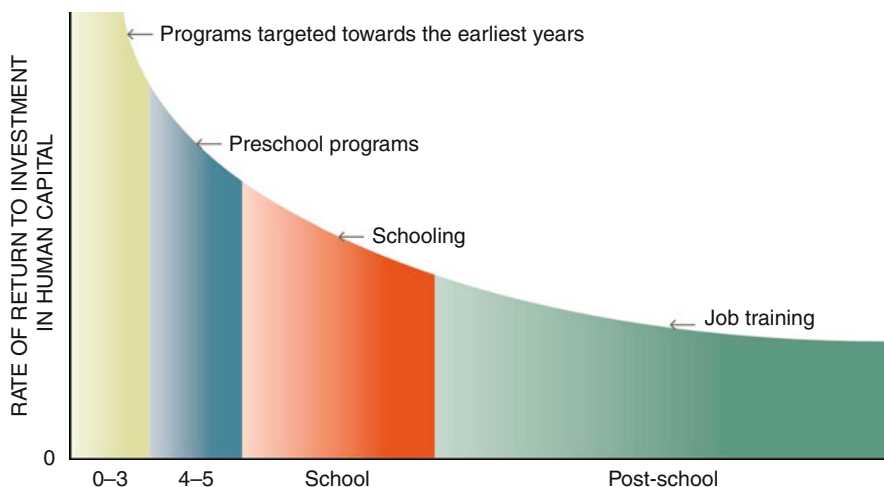 RATE OF RETURN TO INVESTMENT
IN HUMAN CAPITAL
Programs targeted towards the earliest years
Preschool programs
Schooling
Job training
0
0–3
4–5
School
Post-school